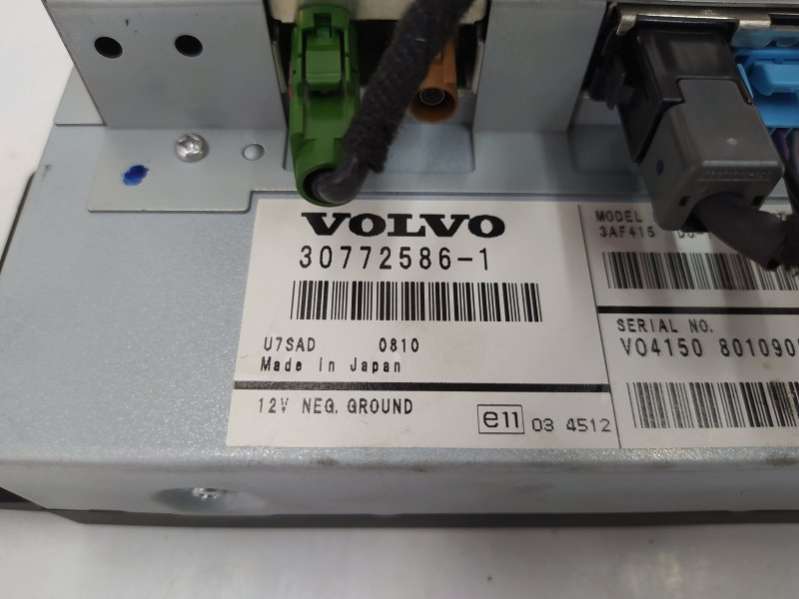 VOLVO
30772586-1
U7SAD 0810
Made in Japan
12V NEG. GROUND
e11 03 4512
MODEL
3AF415
SERIAL NO.
VO4150 801090